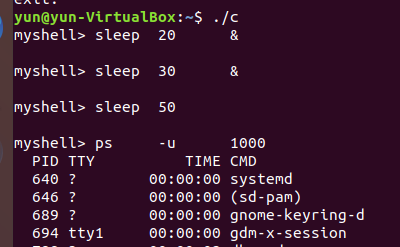 exit.
yun@yun-VirtualBox:~$ ./c
myshell> sleep  20      &
myshell> sleep  30      &
myshell> sleep  50
myshell> ps     -u      1000
  PID TTY          TIME CMD
  640 ?        00:00:00 systemd
  646 ?        00:00:00 (sd-pam)
  689 ?        00:00:00 gnome-keyring-d
  694 tty1     00:00:00 gdm-x-session